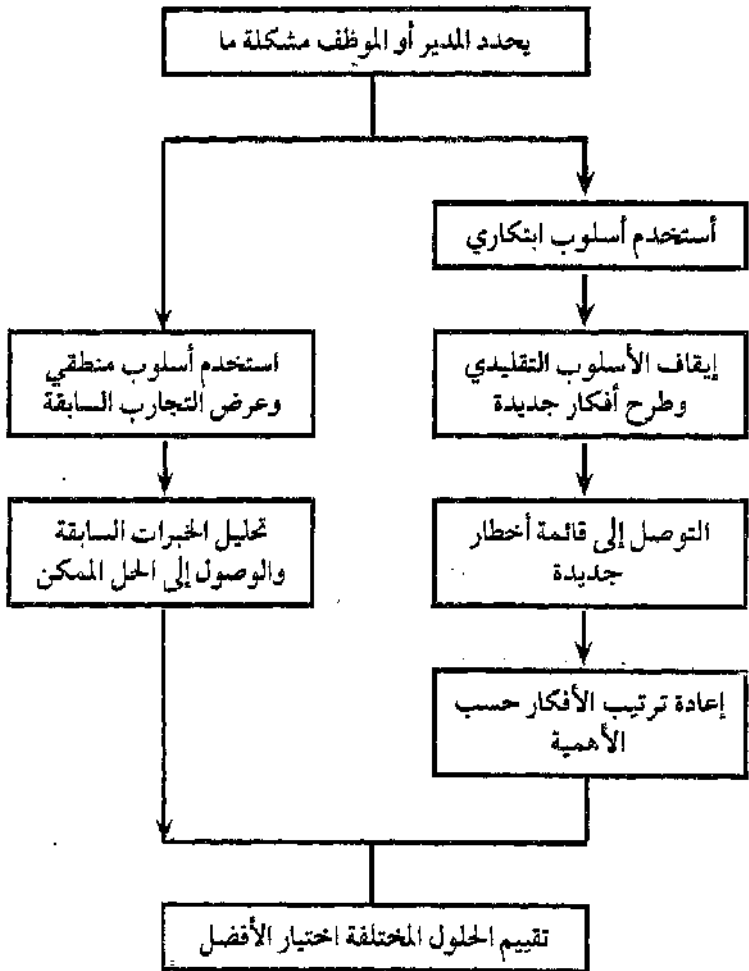 يحدد المدير أو الموظف مشكلة ما
أستخدم أسلوب ابتكاري
إيقاف الأسلوب التقليدي
وطرح أفكار جديدة
التوصل إلى قائمة أخطار
جديدة
إعادة ترتيب الأفكار حسب
الأهمية
استخدم أسلوب منطقي
وعرض التجارب السابقة
تحليل الخبرات السابقة
والوصول إلى الحل الممكن
تقييم الحلول المختلفة اختيار الأفضل